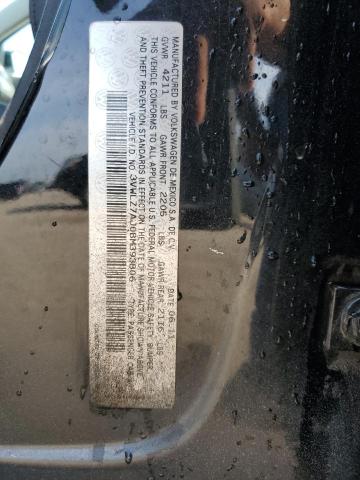 MANUFACTURED BY VOLKSWAGEN DE MEXICO S.A. DE C.V. DATE 06.11
GVWR 4211 LBS GAWR FRONT 2205 LBS GAWR REAR 2116 LBS
THIS VEHICLE CONFORMS TO ALL APPLICABLE U.S. FEDERAL MOTOR VEHICLE SAFETY, BUMPER,
AND THEFT PREVENTION STANDARDS IN EFFECT ON THE DATE OF MANUFACTURE SHOWN ABOVE.
VEHICLE I.D. NO. 3VWLZ7AJ0BM393806 TYPE: PASSENGER CAR